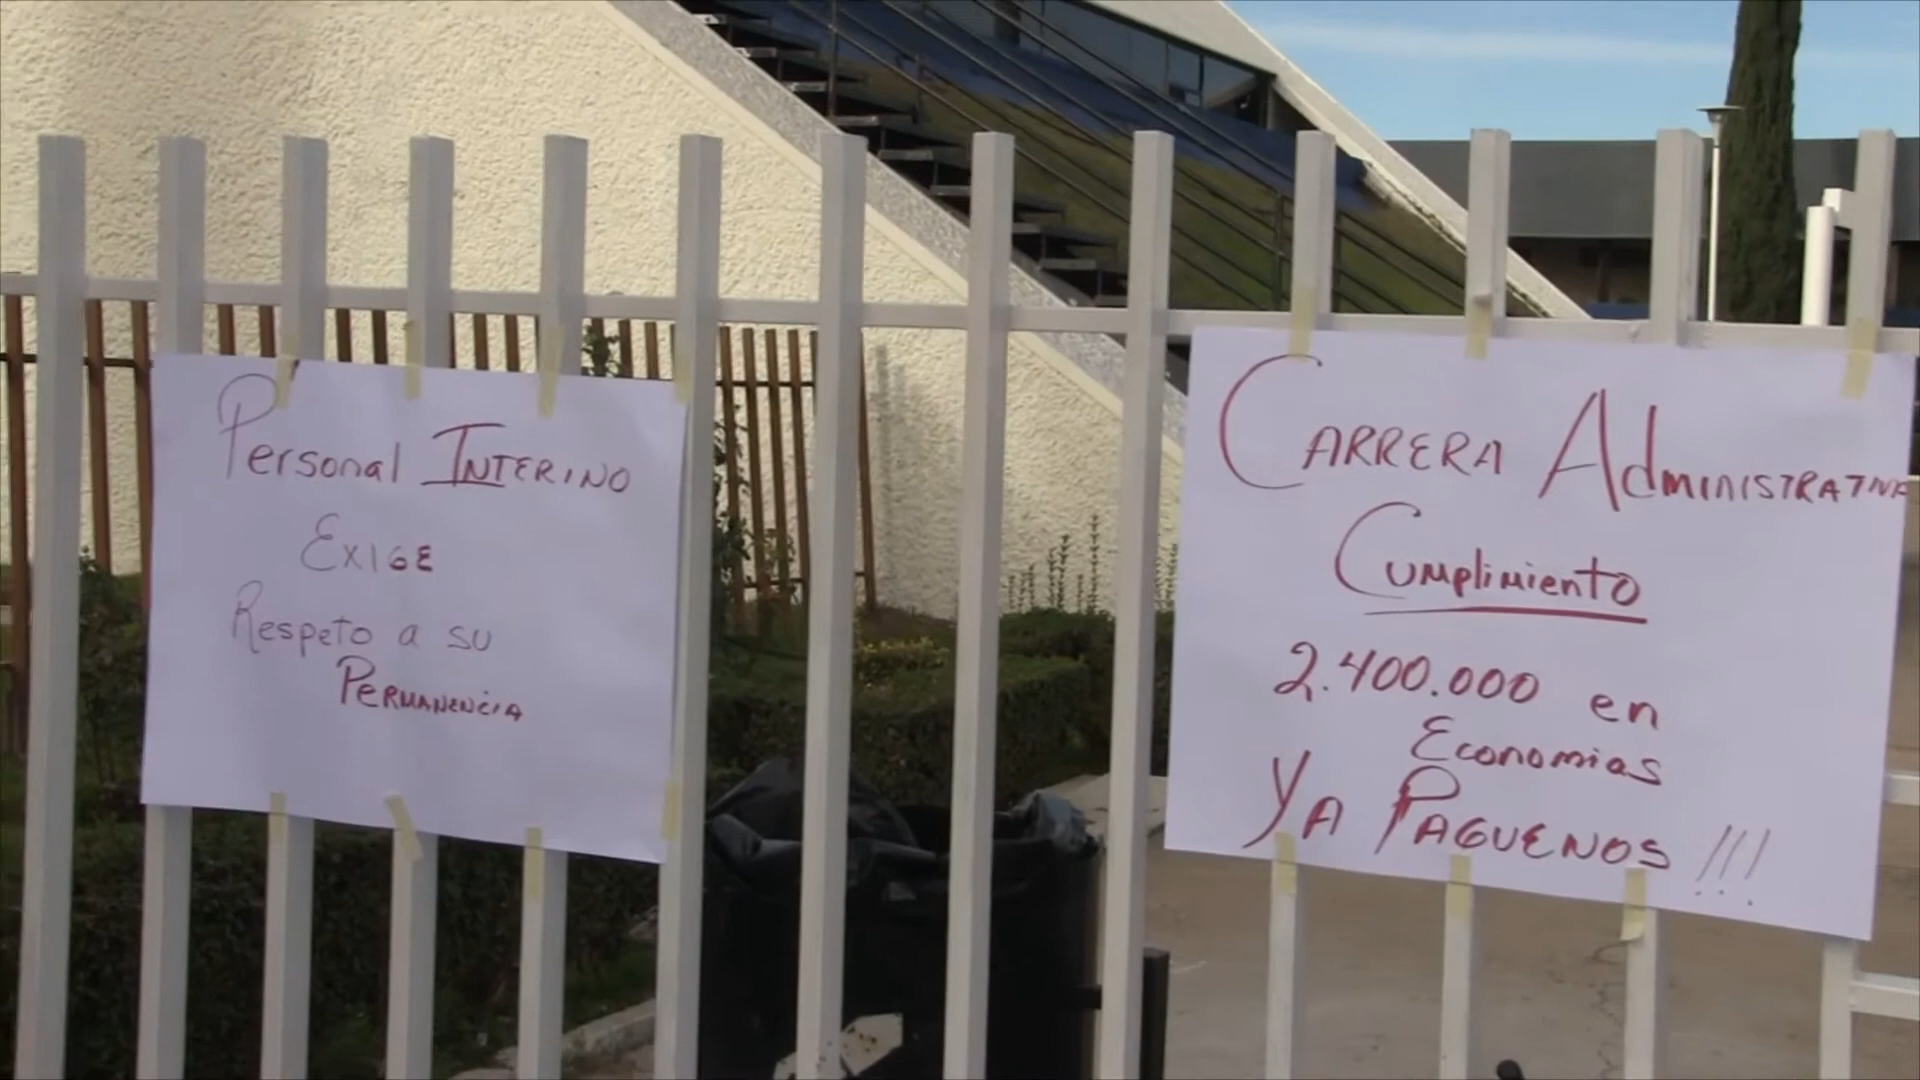 Personal INTERINO
EXIGE
Respeto a su
PERMANENCIA
CARRERA ADMINISTRATIVA
Cumplimiento
2.400.000 en
Economias
YA PAGUENOS !!!